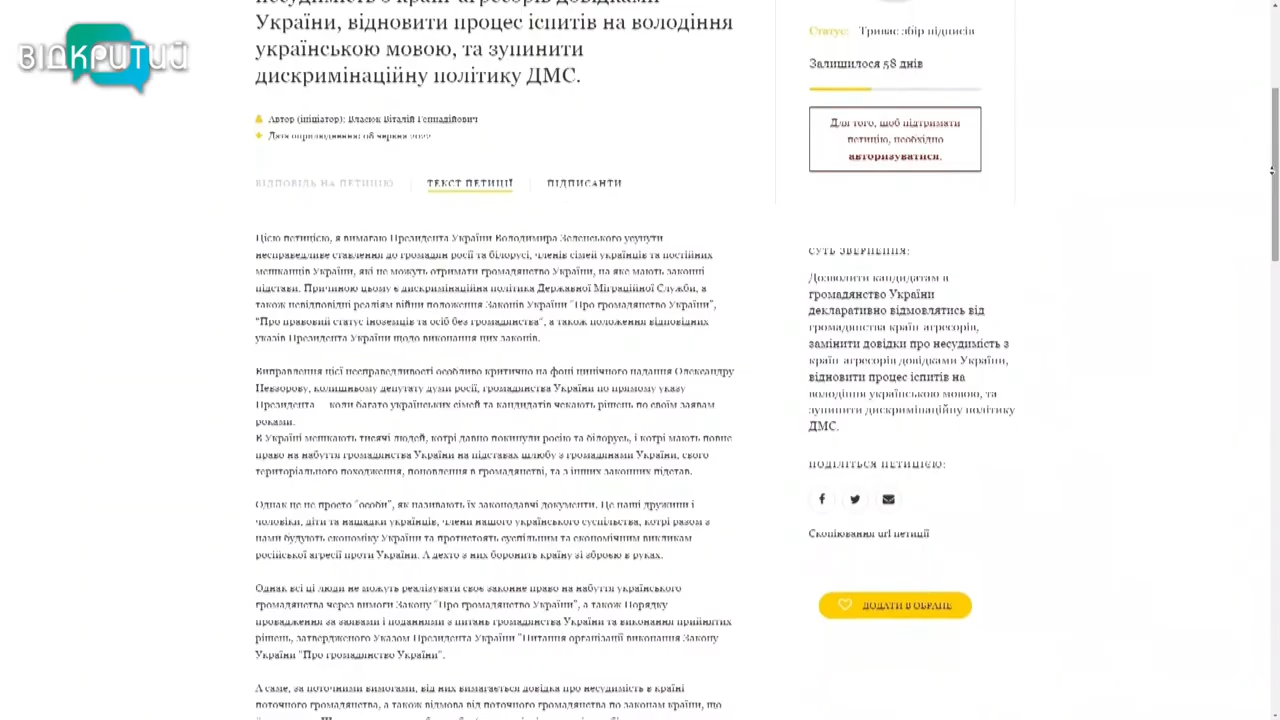 ВІДКРИТИЙ
несудимість з країн-агресорів довідками
України, відновити процес іспитів на володіння
українською мовою, та зупинити
дискримінаційну політику ДМС.
Автор (ініціатор): Власюк Віталій Геннадійович
Дата оприлюднення: 08 червня 2022
ВІДПОВІДЬ НА ПЕТИЦІЮ
ТЕКСТ ПЕТИЦІЇ
ПІДПИСАНТИ
Цією петицією, я вимагаю Президента України Володимира Зеленського усунути
несправедливе ставлення до громадян росії та білорусі, членів сімей українців та постійних
мешканців України, які не можуть отримати громадянство України, на яке мають законні
підстави. Причиною цьому є дискримінаційна політика Державної Міграційної Служби, а
також невідповідні реаліям війни положення Законів України "Про громадянство України",
"Про правовий статус іноземців та осіб без громадянства", а також положення відповідних
указів Президента України щодо виконання цих законів.
Виправлення цієї несправедливості особливо критично на фоні цинічного надання Олександру
Невзорову, колишньому депутату думи росії, громадянства України по прямому указу
Президента — коли багато українських сімей та кандидатів чекають рішень по своїм заявам
роками.
В Україні мешкають тисячі людей, котрі давно покинули росію та білорусь, і котрі мають повне
право на набуття громадянства України на підставах шлюбу з громадянами України, свого
територіального походження, поновлення в громадянстві, та з інших законних підстав.
Однак це не просто "особи", як називають їх законодавчі документи. Це наші дружини і
чоловіки, діти та нащадки українців, члени нашого українського суспільства, котрі разом з
нами будують економіку України та протистоять суспільним та економічним викликам
російської агресії проти України. А дехто з них боронить країну зі зброєю в руках.
Однак всі ці люди не можуть реалізувати своє законне право на набуття українського
громадянства через вимоги Закону "Про громадянство України", а також Порядку
провадження за заявами і поданнями з питань громадянства України та виконання прийнятих
рішень, затвердженого Указом Президента України "Питання організації виконання Закону
України "Про громадянство України".
А саме, за поточними вимогами, від них вимагається довідка про несудимість в країні
поточного громадянства, а також відмова від поточного громадянства по законам країни, що
Статус: Триває збір підписів
Залишилося 58 днів
Для того, щоб підтримати
петицію, необхідно
авторизуватися.
СУТЬ ЗВЕРНЕННЯ:
Дозволити кандидатам в
громадянство України
декларативно відмовлятись від
громадянства країн-агресорів,
замінити довідки про несудимість з
країн-агресорів довідками України,
відновити процес іспитів на
володіння українською мовою, та
зупинити дискримінаційну політику
ДМС.
ПОДІЛІТЬСЯ ПЕТИЦІЄЮ:
Скопіювання url петиції
ДОДАТИ В ОБРАНЕ